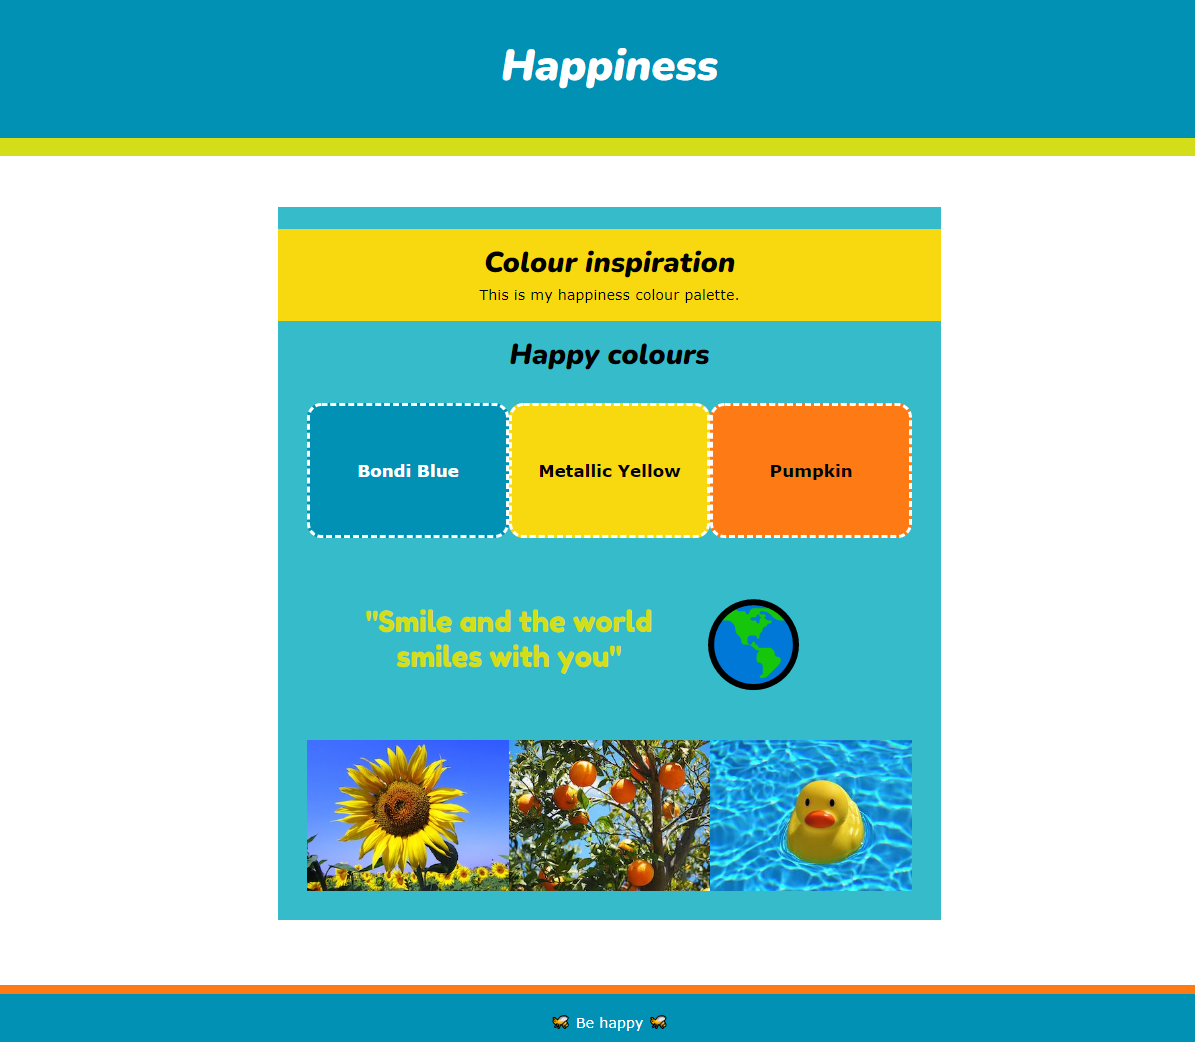 Happiness
Colour inspiration
This is my happiness colour palette.
Happy colours
Bondi Blue
Metallic Yellow
Pumpkin
"Smile and the world
smiles with you"
🐝 Be happy 🐝